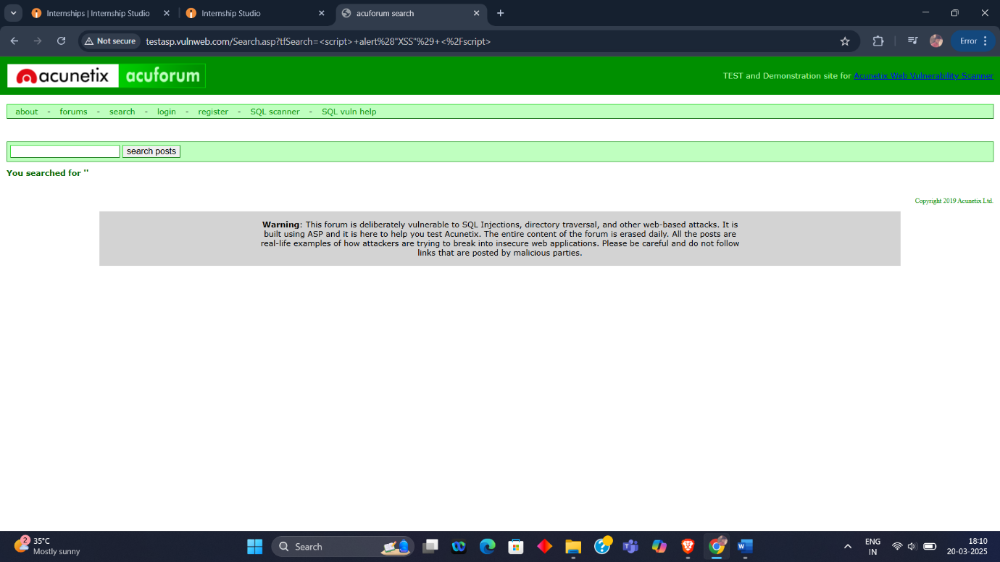 Internships | Internship Studio
Internship Studio
acuforum search
Not secure
testasp.vulnweb.com/Search.asp?tfSearch=<script>+alert%28"XSS"%29+<%2Fscript>
Error
acunetix acuforum
TEST and Demonstration site for Acunetix Web Vulnerability Scanner
about - forums - search - login - register - SQL scanner - SQL vuln help
search posts
You searched for ''
Copyright 2019 Acunetix Ltd.
Warning: This forum is deliberately vulnerable to SQL Injections, directory traversal, and other web-based attacks. It is
built using ASP and it is here to help you test Acunetix. The entire content of the forum is erased daily. All the posts are
real-life examples of how attackers are trying to break into insecure web applications. Please be careful and do not follow
links that are posted by malicious parties.
2
35°C
Mostly sunny
Search
ENG
IN
18:10
20-03-2025